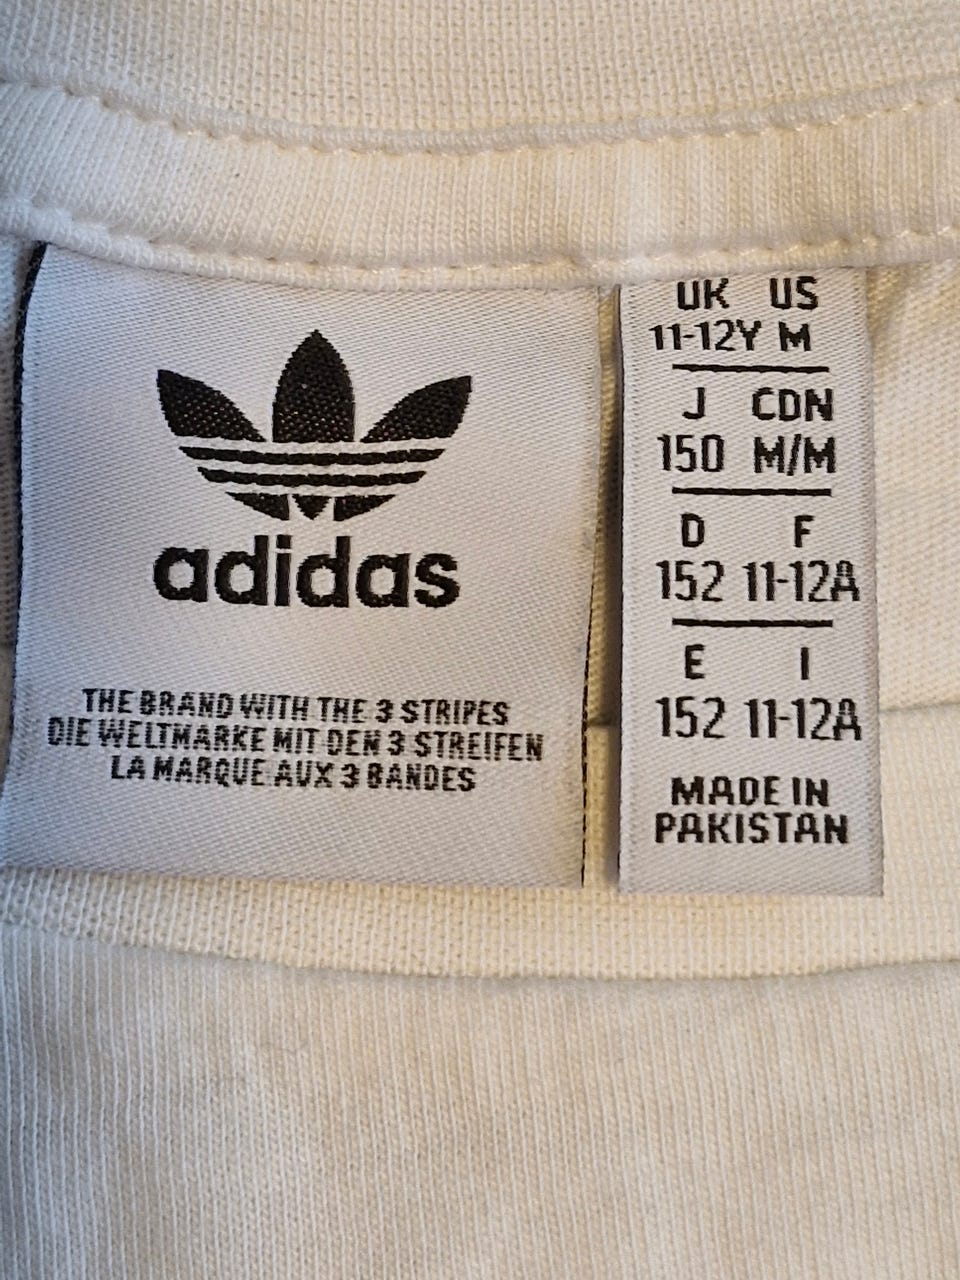 adidas
THE BRAND WITH THE 3 STRIPES
DIE WELTMARKE MIT DEN 3 STREIFEN
LA MARQUE AUX 3 BANDES
UK US
11-12Y M
J CDN
150 M/M
D F
152 11-12A
E I
152 11-12A
MADE IN
PAKISTAN